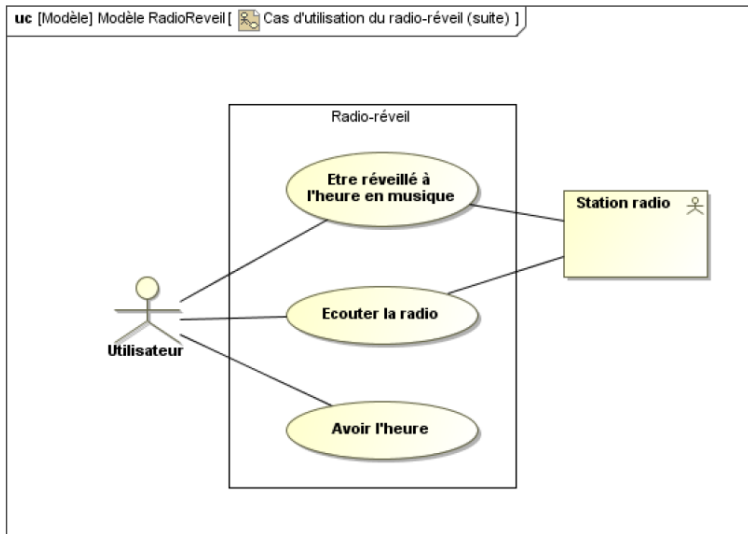 uc [Modèle] Modèle RadioReveil [ Cas d'utilisation du radio-réveil (suite) ]
Radio-réveil
Etre réveillé à
l'heure en musique
Station radio
Ecouter la radio
Utilisateur
Avoir l'heure